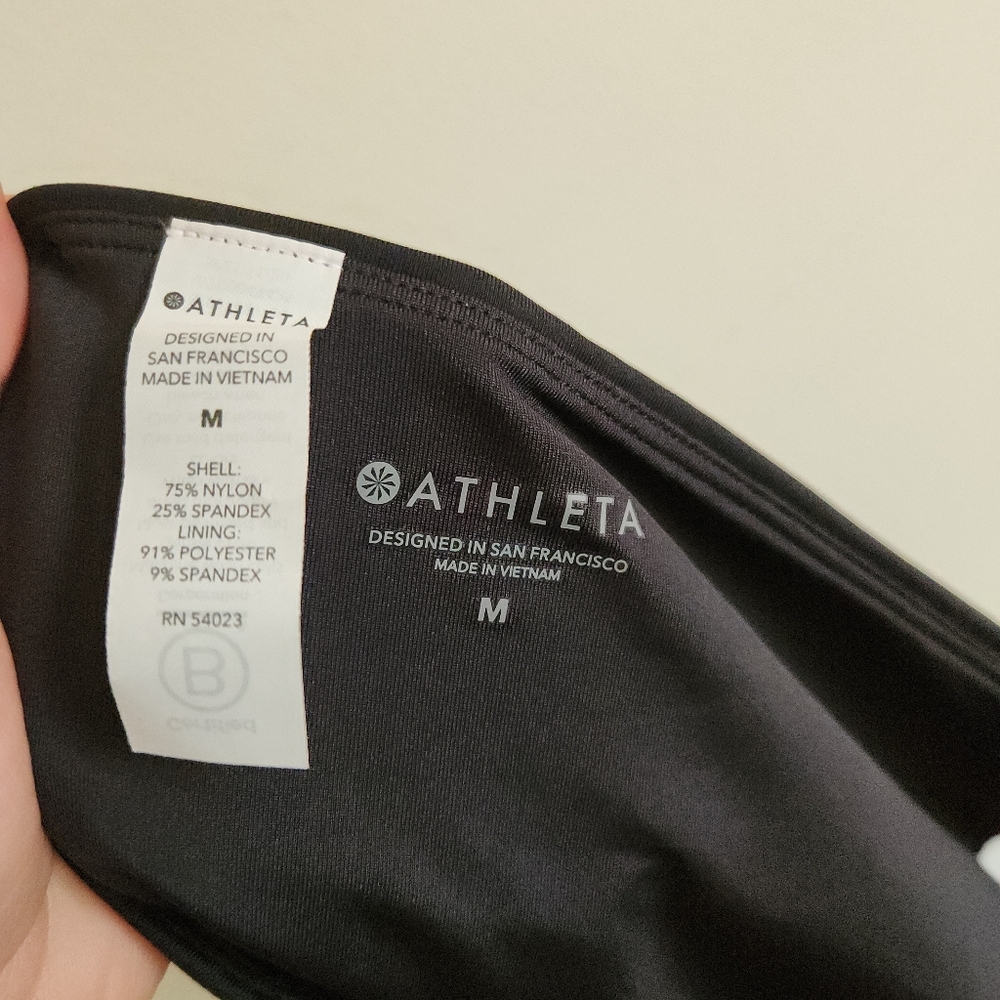 ATHLETA
DESIGNED IN
SAN FRANCISCO
MADE IN VIETNAM
M
SHELL:
75% NYLON
25% SPANDEX
LINING:
91% POLYESTER
9% SPANDEX
RN 54023
B
Certified
ATHLETA
DESIGNED IN SAN FRANCISCO
MADE IN VIETNAM
M